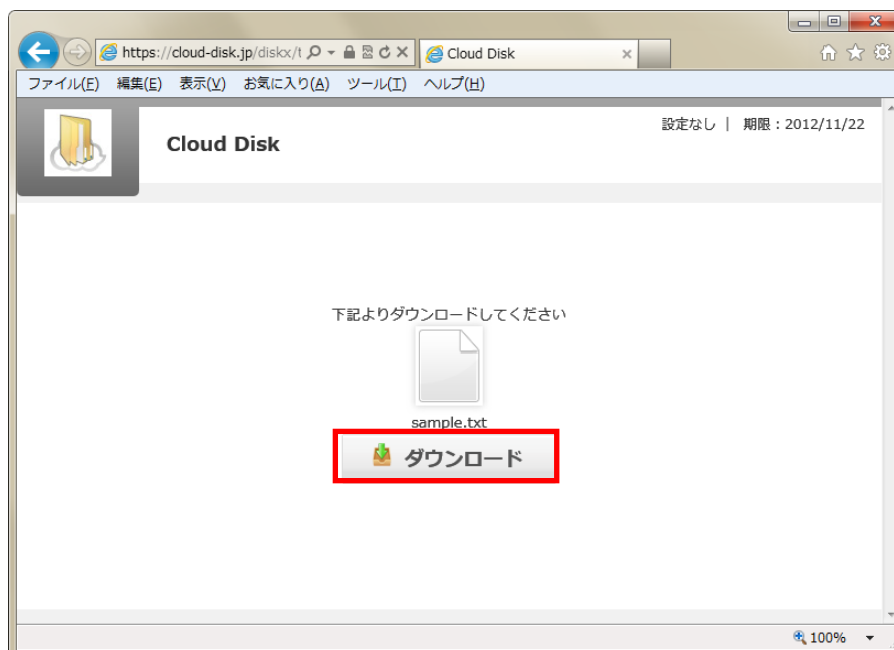 https://cloud-disk.jp/diskx/t
Cloud Disk
ファイル(F) 編集(E) 表示(V) お気に入り(A) ツール(T) ヘルプ(H)
設定なし | 期限：2012/11/22
Cloud Disk
下記よりダウンロードしてください
sample.txt
ダウンロード
100%